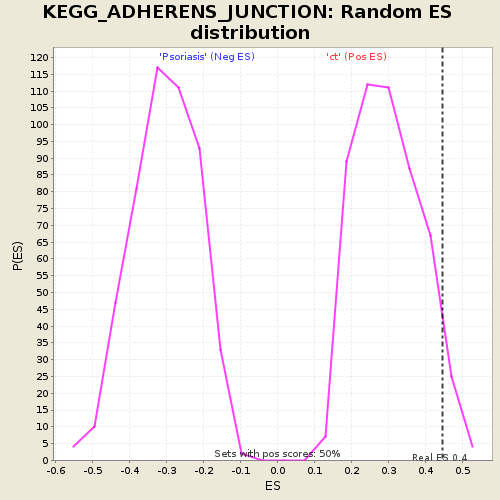 KEGG_ADHERENS_JUNCTION: Random ES
distribution
'Psoriasis' (Neg ES)
'ct' (Pos ES)
P(ES)
120
115
110
105
100
95
90
85
80
75
70
65
60
55
50
45
40
35
30
25
20
15
10
5
0
Sets with pos scores: 50%
Real ES 0.4
-0.6 -0.5 -0.4 -0.3 -0.2 -0.1 0.0 0.1 0.2 0.3 0.4 0.5
ES